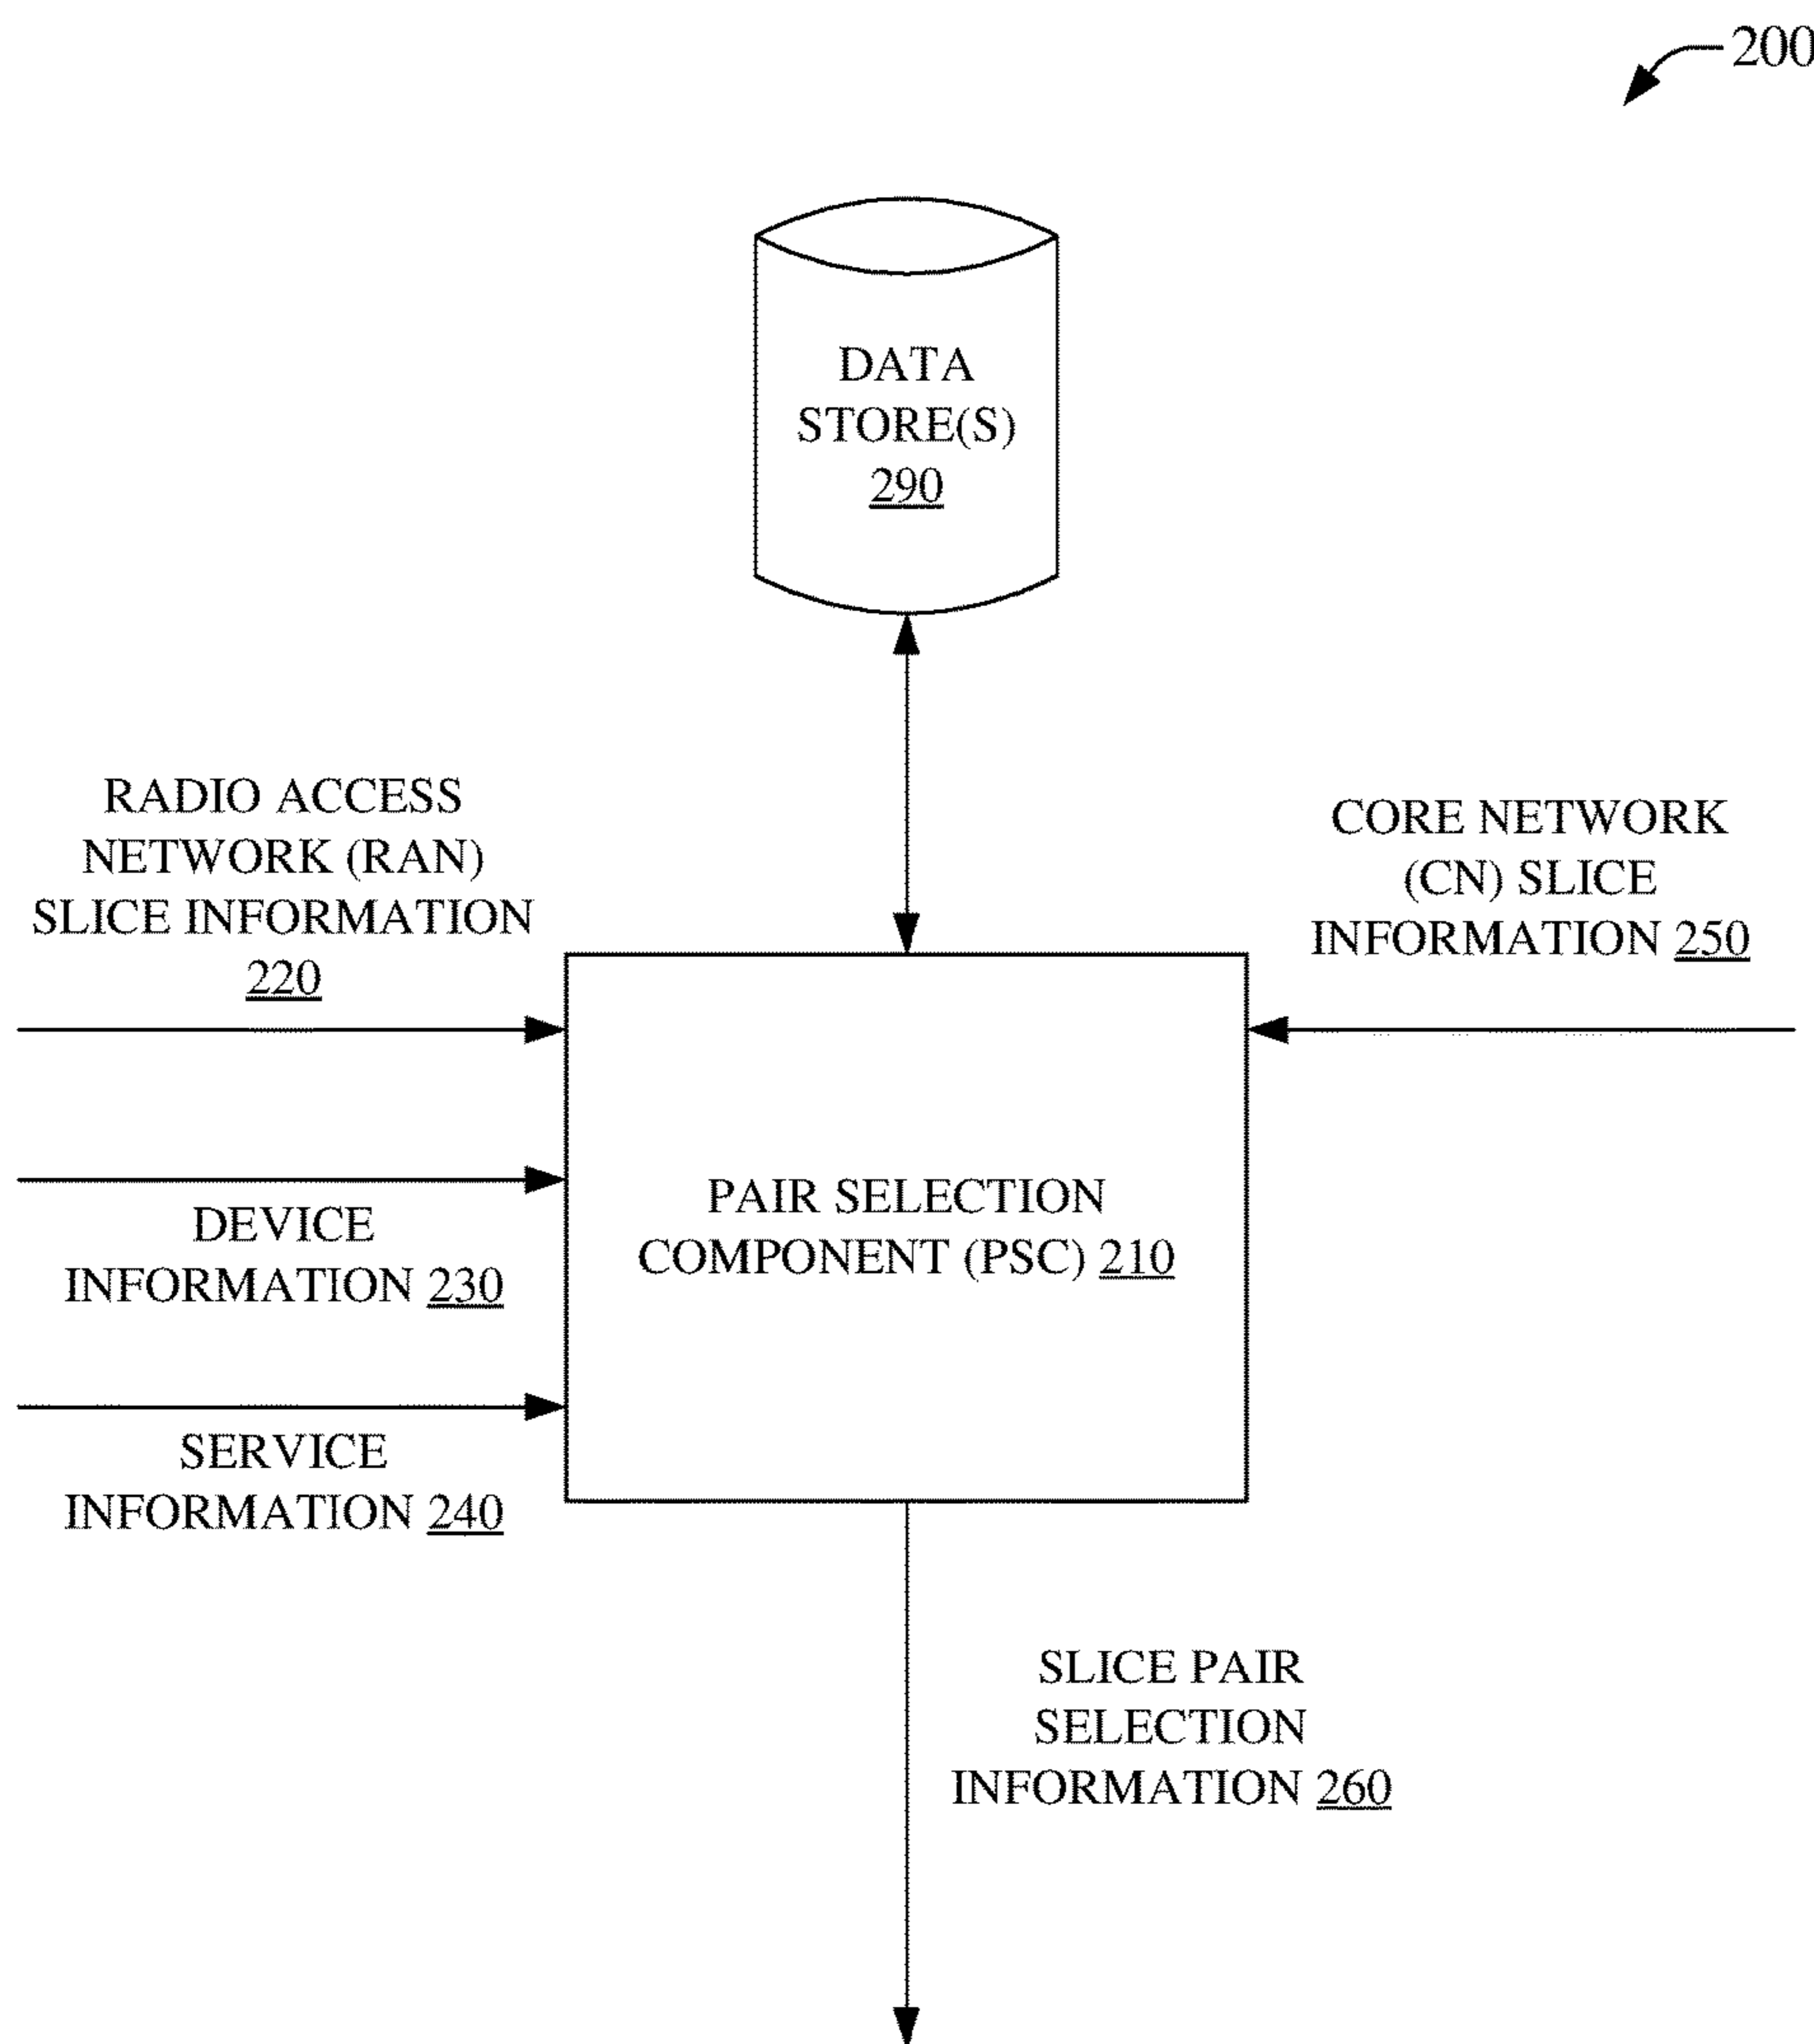 200
DATA
STORE(S)
290
RADIO ACCESS
NETWORK (RAN)
SLICE INFORMATION
220
CORE NETWORK
(CN) SLICE
INFORMATION 250
DEVICE
INFORMATION 230
PAIR SELECTION
COMPONENT (PSC) 210
SERVICE
INFORMATION 240
SLICE PAIR
SELECTION
INFORMATION 260